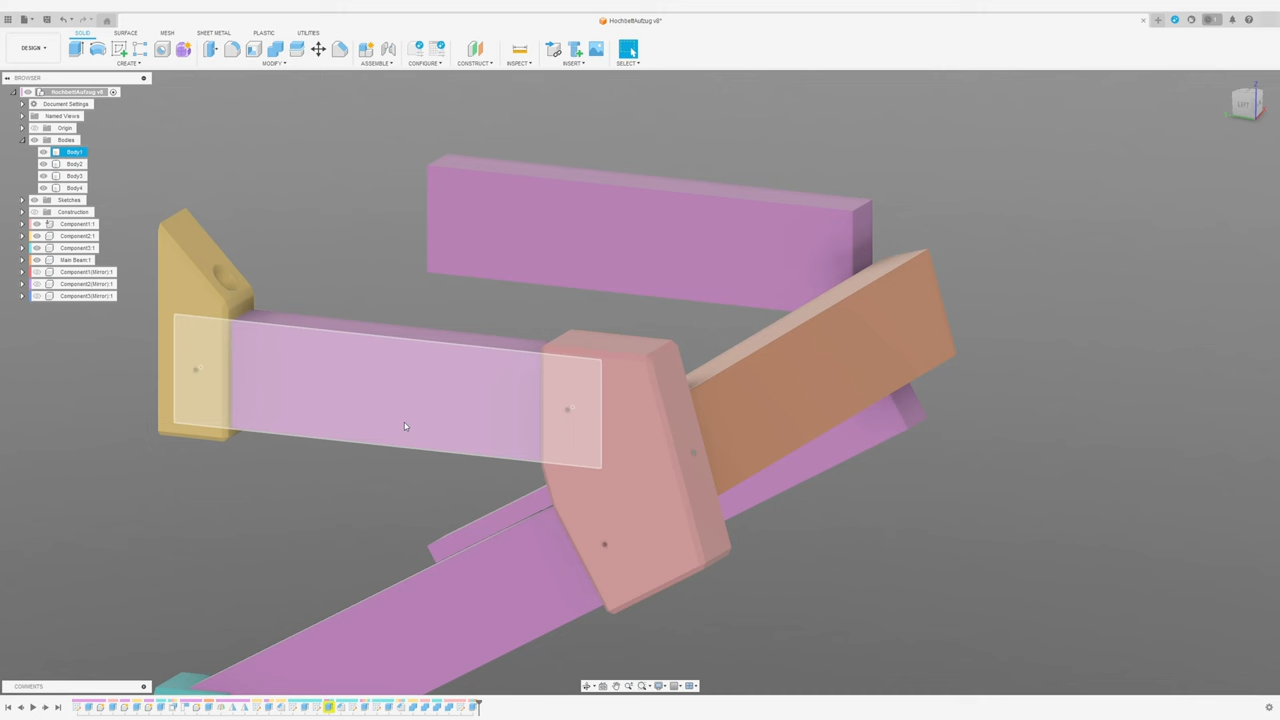 HochbettAufzug v8*
1
SOLID SURFACE MESH SHEET METAL PLASTIC UTILITIES
DESIGN ▾
CREATE ▾ MODIFY ▾ ASSEMBLE ▾ CONFIGURE ▾ CONSTRUCT ▾ INSPECT ▾ INSERT ▾ SELECT ▾
BROWSER
HochbettAufzug v8
Document Settings
Named Views
Origin
Bodies
Body1
Body2
Body3
Body4
Sketches
Construction
Component1:1
Component2:1
Component3:1
Main Beam:1
Component1(Mirror):1
Component2(Mirror):1
Component3(Mirror):1
LEFT
Z
COMMENTS